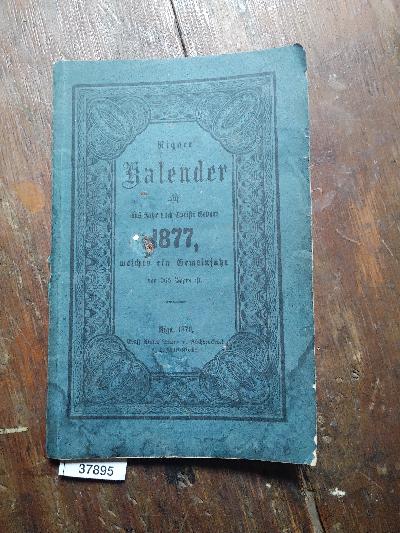 Rigaer
Kalender
auf
das Jahr nach Christi Geburt
1877,
welches ein Gemeinjahr
von 365 Tagen ist.
Riga, 1876,
37895